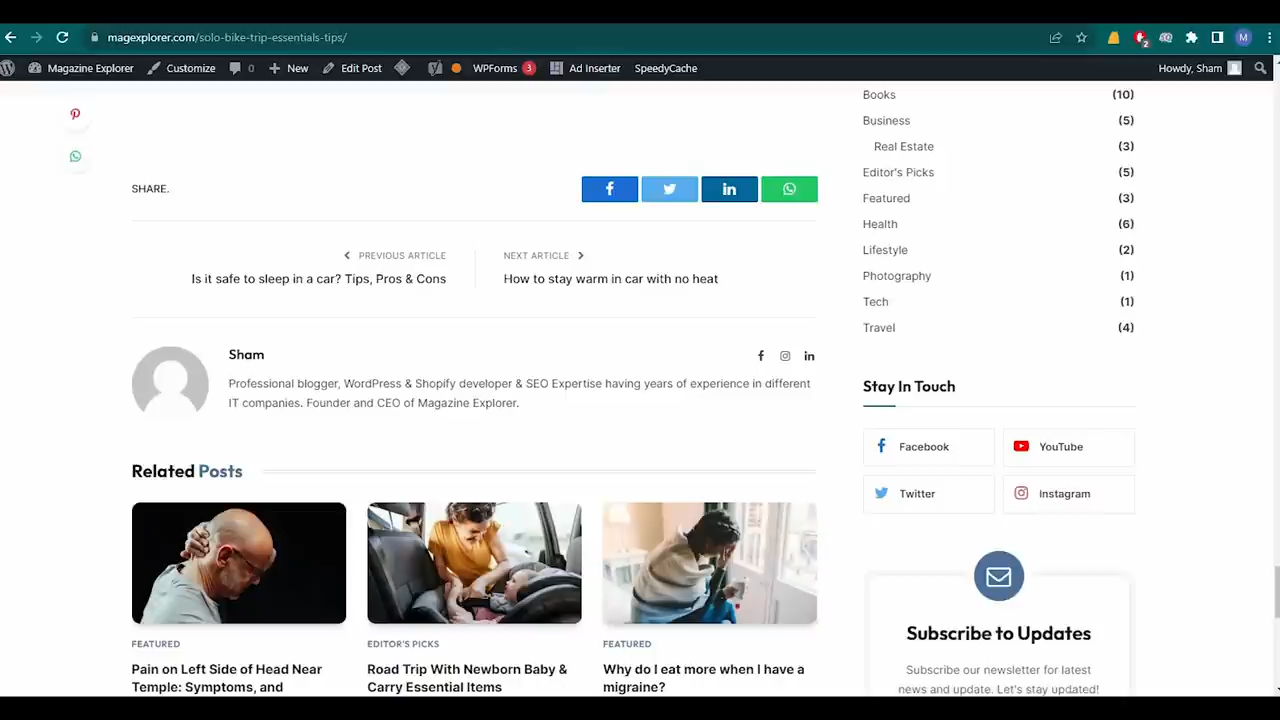 magexplorer.com/solo-bike-trip-essentials-tips/
2
M
Magazine Explorer
Customize
0
New
Edit Post
WPForms 3
Ad Inserter
SpeedyCache
Howdy, Sham
Books (10)
Business (5)
Real Estate (3)
Editor's Picks (5)
Featured (3)
Health (6)
Lifestyle (2)
Photography (1)
Tech (1)
Travel (4)
SHARE.
PREVIOUS ARTICLE
Is it safe to sleep in a car? Tips, Pros & Cons
NEXT ARTICLE
How to stay warm in car with no heat
Sham
Professional blogger, WordPress & Shopify developer & SEO Expertise having years of experience in different
IT companies. Founder and CEO of Magazine Explorer.
Stay In Touch
Facebook
YouTube
Twitter
Instagram
Related Posts
FEATURED
Pain on Left Side of Head Near
Temple: Symptoms, and
EDITOR'S PICKS
Road Trip With Newborn Baby &
Carry Essential Items
FEATURED
Why do I eat more when I have a
migraine?
Subscribe to Updates
Subscribe our newsletter for latest
news and update. Let's stay updated!